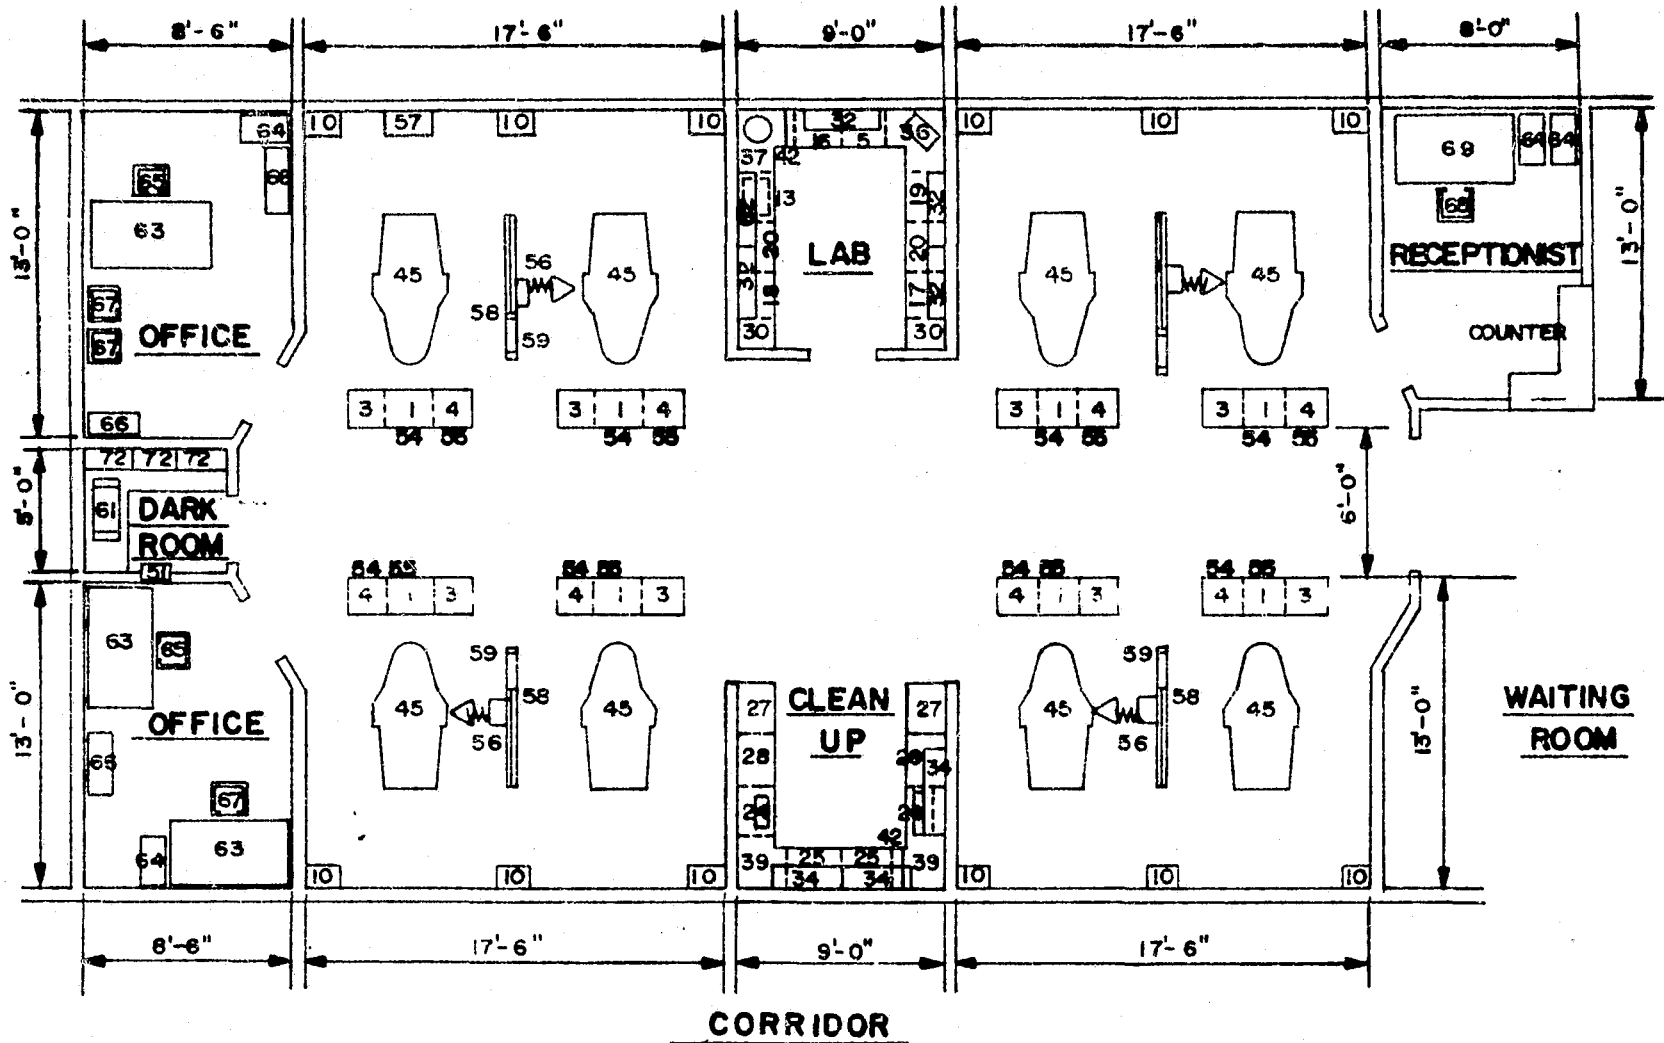 8'-6" 17'-6" 9'-0" 17'-6" 8'-0"
64 10 57 10 10 32 36 10 10 10 69 64 64
16 5
37 42
65 68 13 19 32 68
63 20 20
13'-0" 45 56 45 32 18 LAB 17 32 45 45 RECEPTIONIST 13'-0"
67 58 59 30 30 COUNTER
67 OFFICE
66 3 1 4 3 1 4 3 1 4 3 1 4
54 55 54 55 54 55 54 55
72 72 72
5'-0" 61 DARK 6'-0"
ROOM
51 54 55 54 55 54 55 54 55
4 1 3 4 1 3 4 1 3 4 1 3
63 65 59 59
13'-0" 45 58 45 27 CLEAN 27 45 58 45 13'-0" WAITING
OFFICE 56 UP 56 ROOM
28 34
67 42
64 63 39 25 25 39
10 10 10 34 34 10 10 10
8'-6" 17'-6" 9'-0" 17'-6"
CORRIDOR